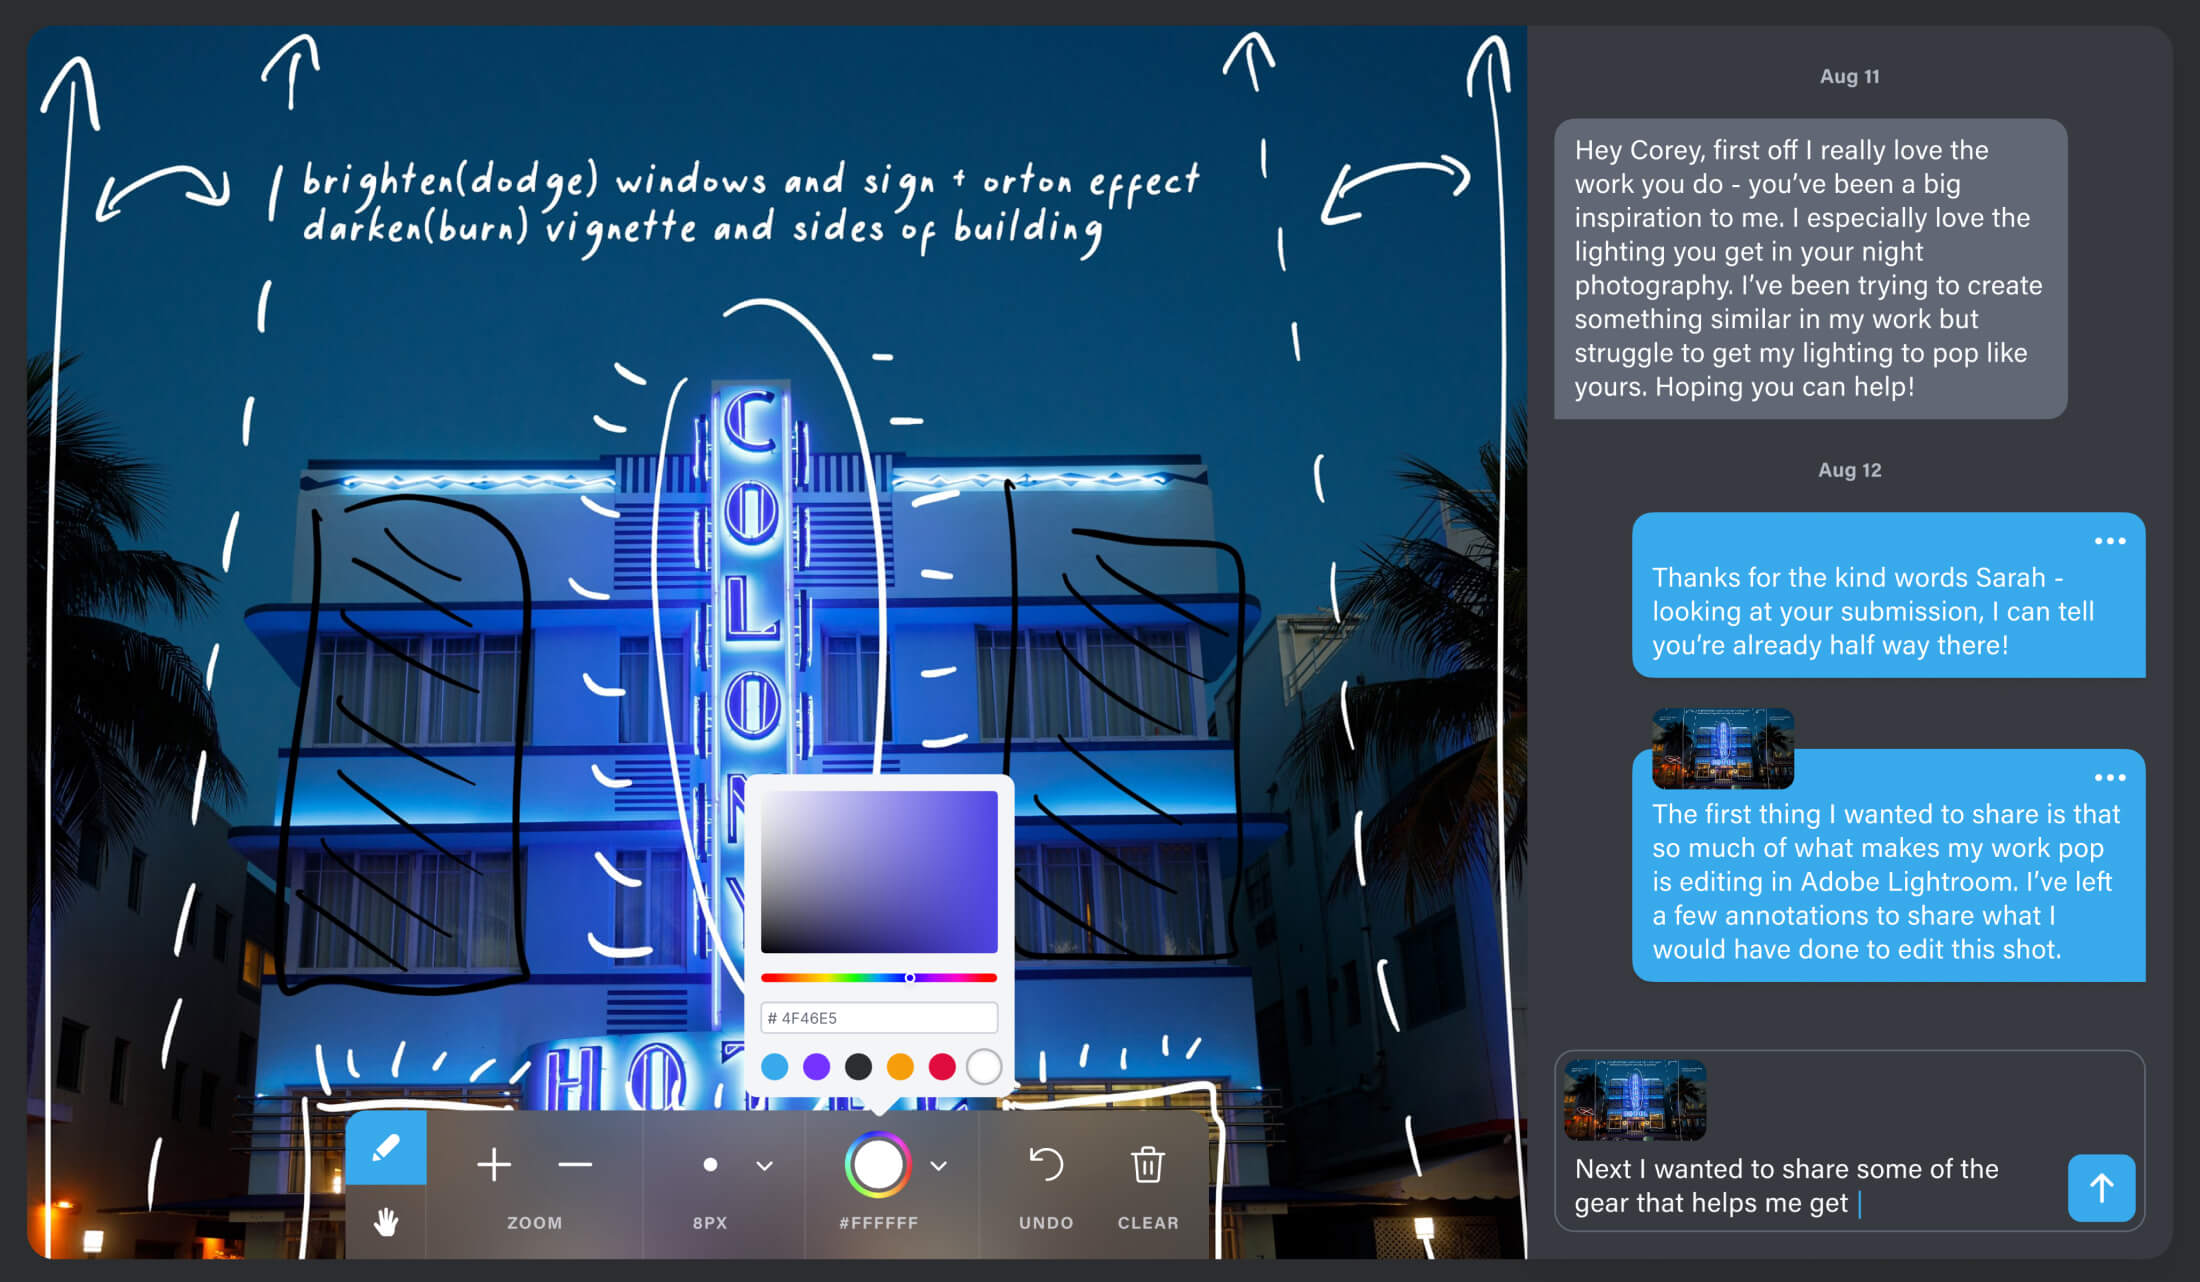 brighten(dodge) windows and sign + orton effect
darken(burn) vignette and sides of building
COLONY
HOTEL
# 4F46E5
ZOOM
8PX
#FFFFFF
UNDO
CLEAR
Aug 11
Hey Corey, first off I really love the
work you do - you’ve been a big
inspiration to me. I especially love the
lighting you get in your night
photography. I’ve been trying to create
something similar in my work but
struggle to get my lighting to pop like
yours. Hoping you can help!
Aug 12
Thanks for the kind words Sarah -
looking at your submission, I can tell
you’re already half way there!
The first thing I wanted to share is that
so much of what makes my work pop
is editing in Adobe Lightroom. I’ve left
a few annotations to share what I
would have done to edit this shot.
Next I wanted to share some of the
gear that helps me get